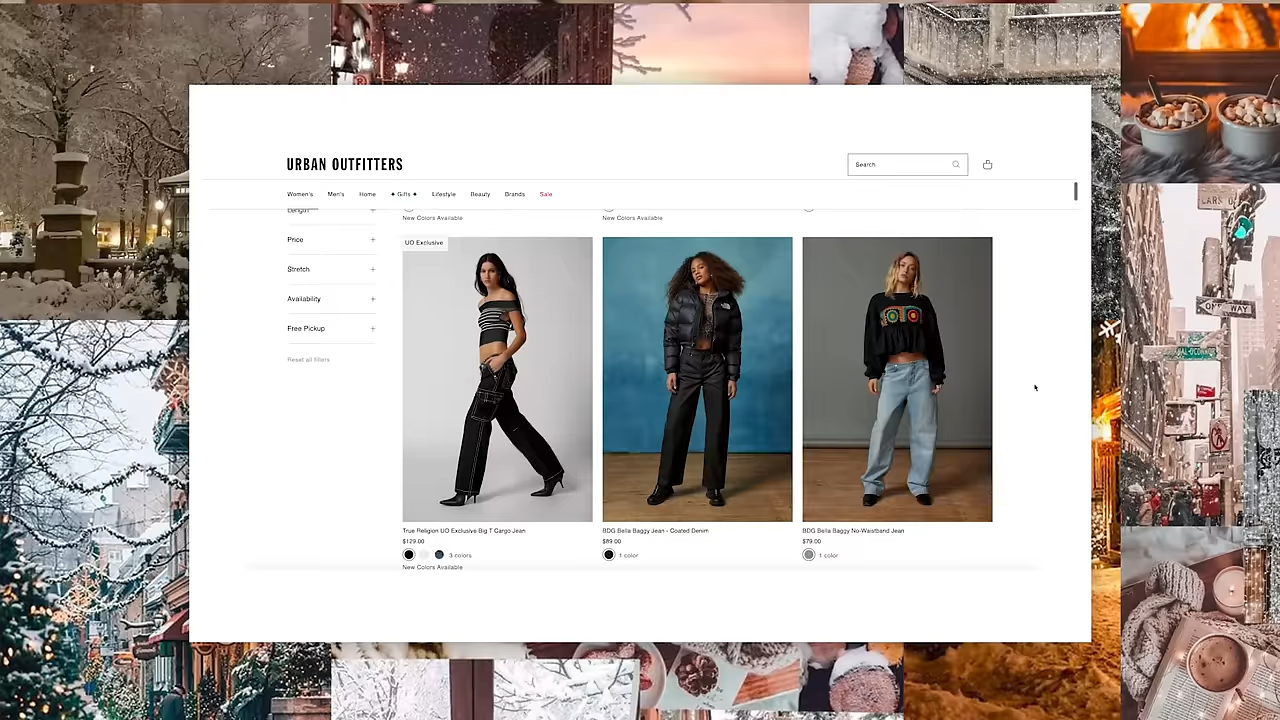 URBAN OUTFITTERS
Search
Women's Men's Home ✦ Gifts ✦ Lifestyle Beauty Brands Sale
Length
New Colors Available
New Colors Available
Price
Stretch
Availability
Free Pickup
Reset all filters
UO Exclusive
True Religion UO Exclusive Big T Cargo Jean
$129.00
3 colors
New Colors Available
BDG Bella Baggy Jean - Coated Denim
$89.00
1 color
BDG Bella Baggy No-Waistband Jean
$79.00
1 color
ONE WAY